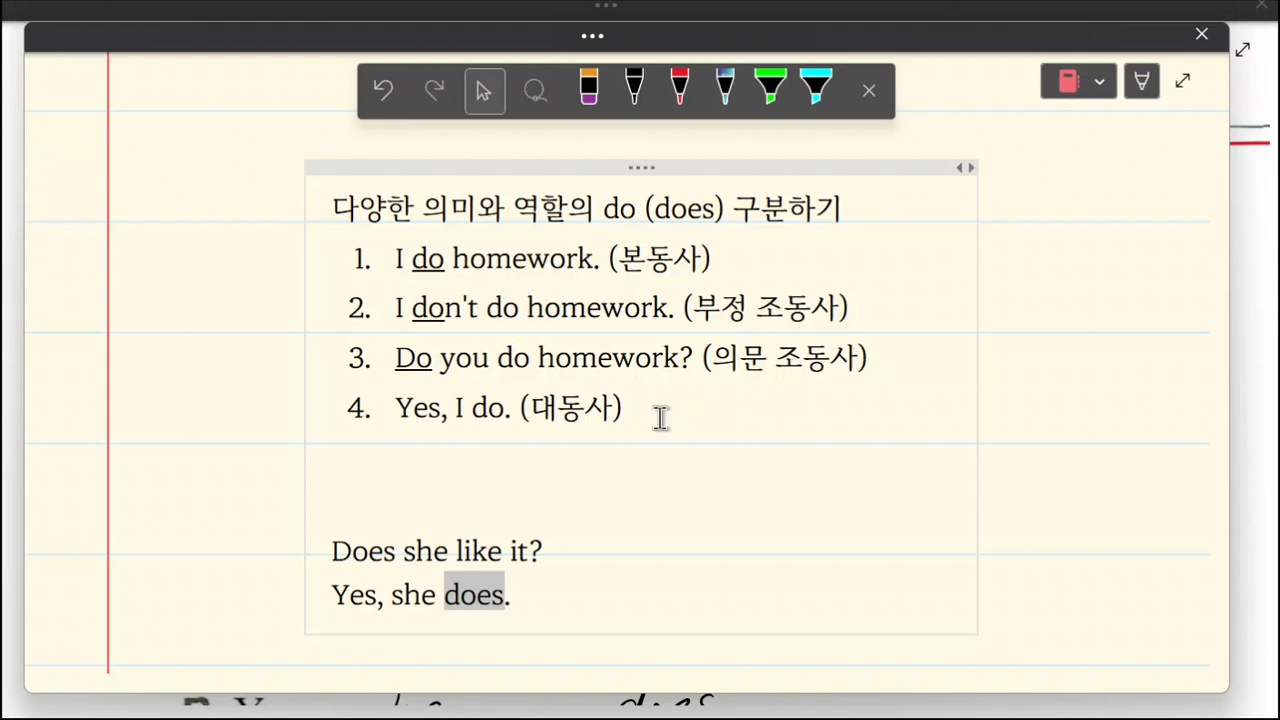 다양한 의미와 역할의 do (does) 구분하기
1. I do homework. (본동사)
2. I don't do homework. (부정 조동사)
3. Do you do homework? (의문 조동사)
4. Yes, I do. (대동사)
Does she like it?
Yes, she does.